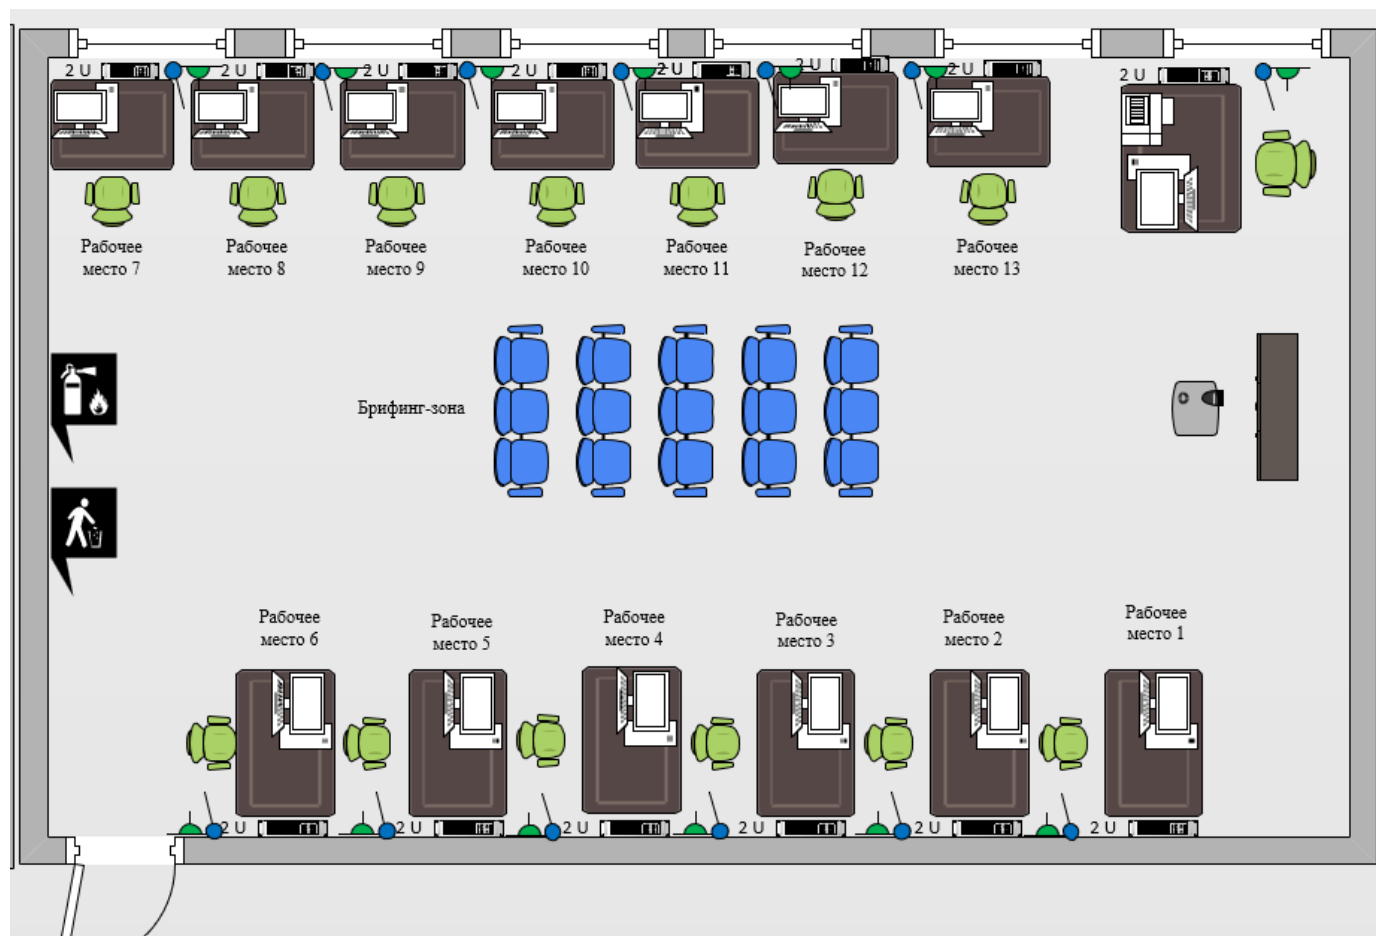 2 U 2 U 2 U 2 U 2 U 2 U 2 U 2 U
Рабочее
место 7
Рабочее
место 8
Рабочее
место 9
Рабочее
место 10
Рабочее
место 11
Рабочее
место 12
Рабочее
место 13
Брифинг-зона
Рабочее
место 6
Рабочее
место 5
Рабочее
место 4
Рабочее
место 3
Рабочее
место 2
Рабочее
место 1
2 U 2 U 2 U 2 U 2 U 2 U